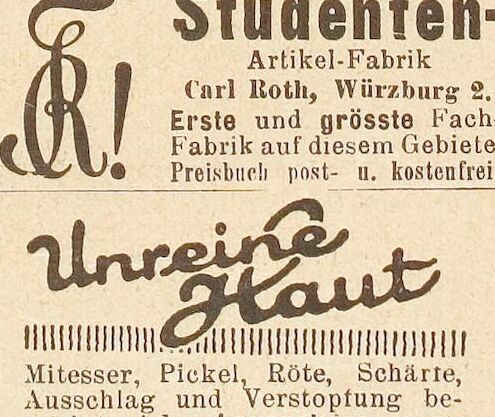 Studenten-
Artikel-Fabrik
Carl Roth, Würzburg 2.
Erste und grösste Fach-
Fabrik auf diesem Gebiete
Preisbuch post- u. kostenfrei
Unreine
Haut
Mitesser, Pickel, Röte, Schärfe,
Ausschlag und Verstopfung be-